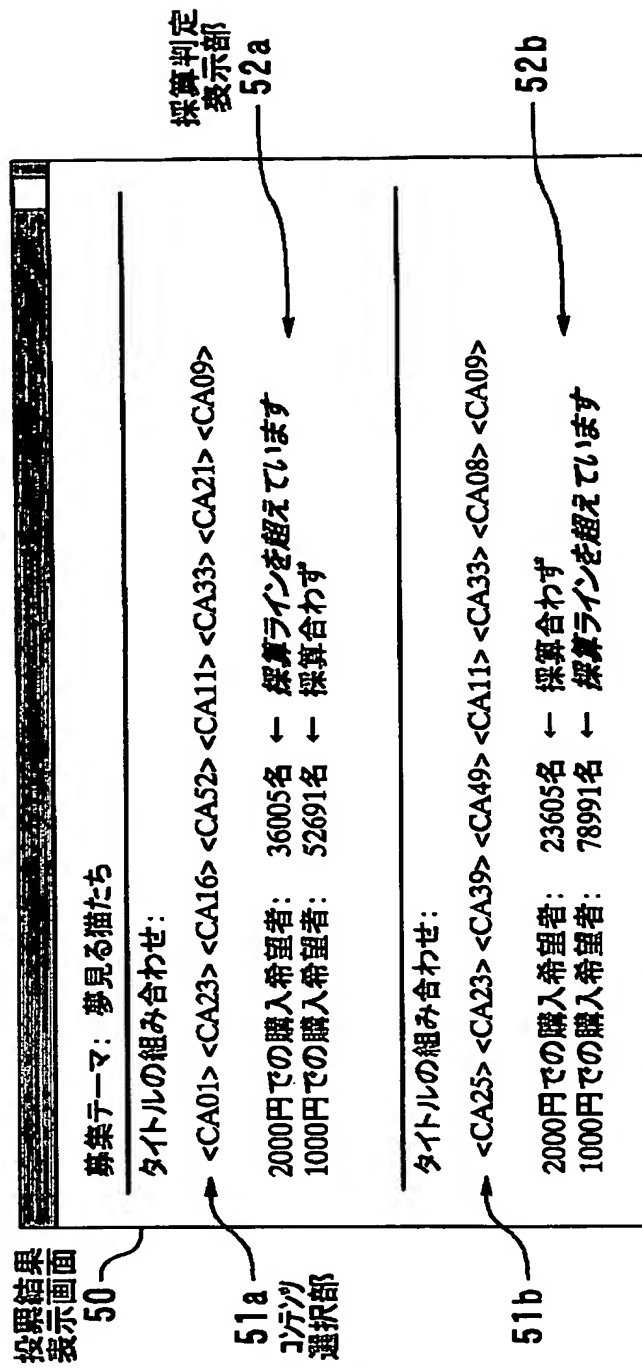 投票結果
表示画面
50
募集テーマ: 夢見る猫たち
タイトルの組み合わせ:
51a
コンテンツ
選択部
<CA01> <CA23> <CA16> <CA52> <CA11> <CA33> <CA21> <CA09>
2000円での購入希望者: 36005名 ← 採算ラインを超えています
1000円での購入希望者: 52691名 ← 採算合わず
採算判定
表示部
52a
タイトルの組み合わせ:
51b
<CA25> <CA23> <CA39> <CA49> <CA11> <CA33> <CA08> <CA09>
2000円での購入希望者: 23605名 ← 採算合わず
1000円での購入希望者: 78991名 ← 採算ラインを超えています
52b